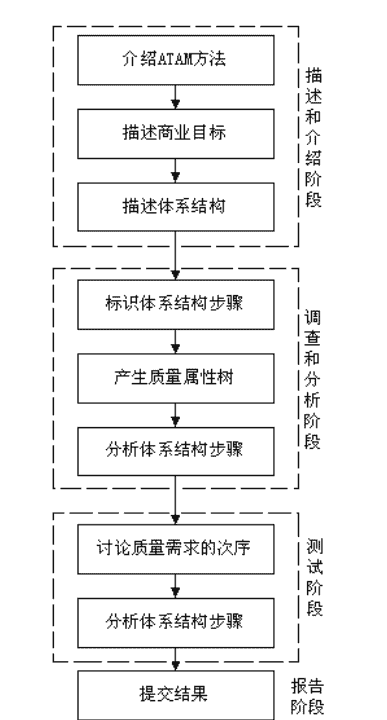 介绍ATAM方法
描述商业目标
描述体系结构
描述和介绍阶段
标识体系结构步骤
产生质量属性树
分析体系结构步骤
调查和分析阶段
讨论质量需求的次序
分析体系结构步骤
测试阶段
提交结果
报告
阶段